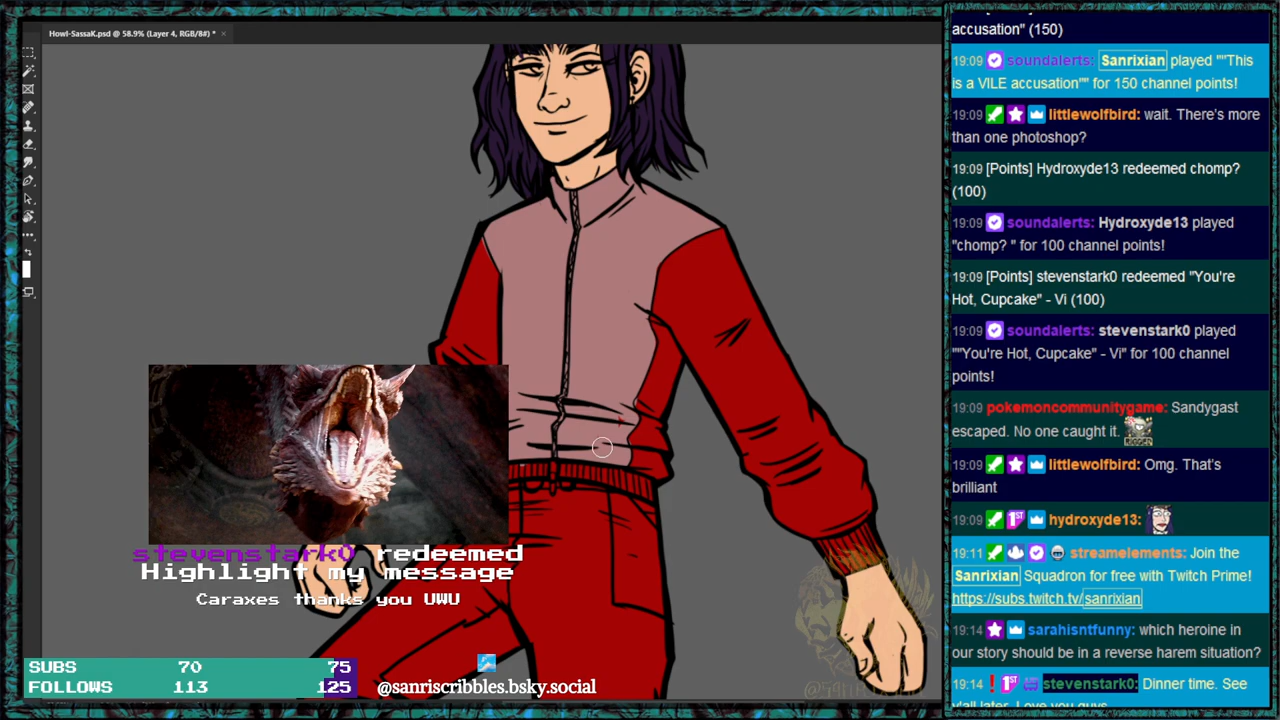 Howl-SassaK.psd @ 58.9% (Layer 4, RGB/8#) *
stevenstark0 redeemed
Highlight my message
Caraxes thanks you UWU
SUBS 70 75
FOLLOWS 113 125
@sanriscribbles.bsky.social
accusation" (150)
19:09 soundalerts: Sanrixian played ""This
is a VILE accusation"" for 150 channel points!
19:09 littlewolfbird: wait. There's more
than one photoshop?
19:09 [Points] Hydroxyde13 redeemed chomp?
(100)
19:09 soundalerts: Hydroxyde13 played
"chomp? " for 100 channel points!
19:09 [Points] stevenstark0 redeemed "You're
Hot, Cupcake" - Vi (100)
19:09 soundalerts: stevenstark0 played
""You're Hot, Cupcake" - Vi" for 100 channel
points!
19:09 pokemoncommunitygame: Sandygast
escaped. No one caught it.
19:09 littlewolfbird: Omg. That's
brilliant
19:09 hydroxyde13:
19:11 streamelements: Join the
Sanrixian Squadron for free with Twitch Prime!
https://subs.twitch.tv/sanrixian
19:14 sarahisntfunny: which heroine in
our story should be in a reverse harem situation?
19:14 stevenstark0: Dinner time. See
y'all later. Love you guys